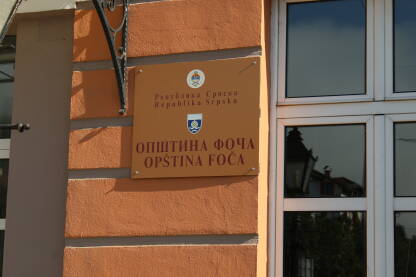 Република Српска
Republika Srpska
ОПШТИНА ФОЧА
OPŠTINA FOČA